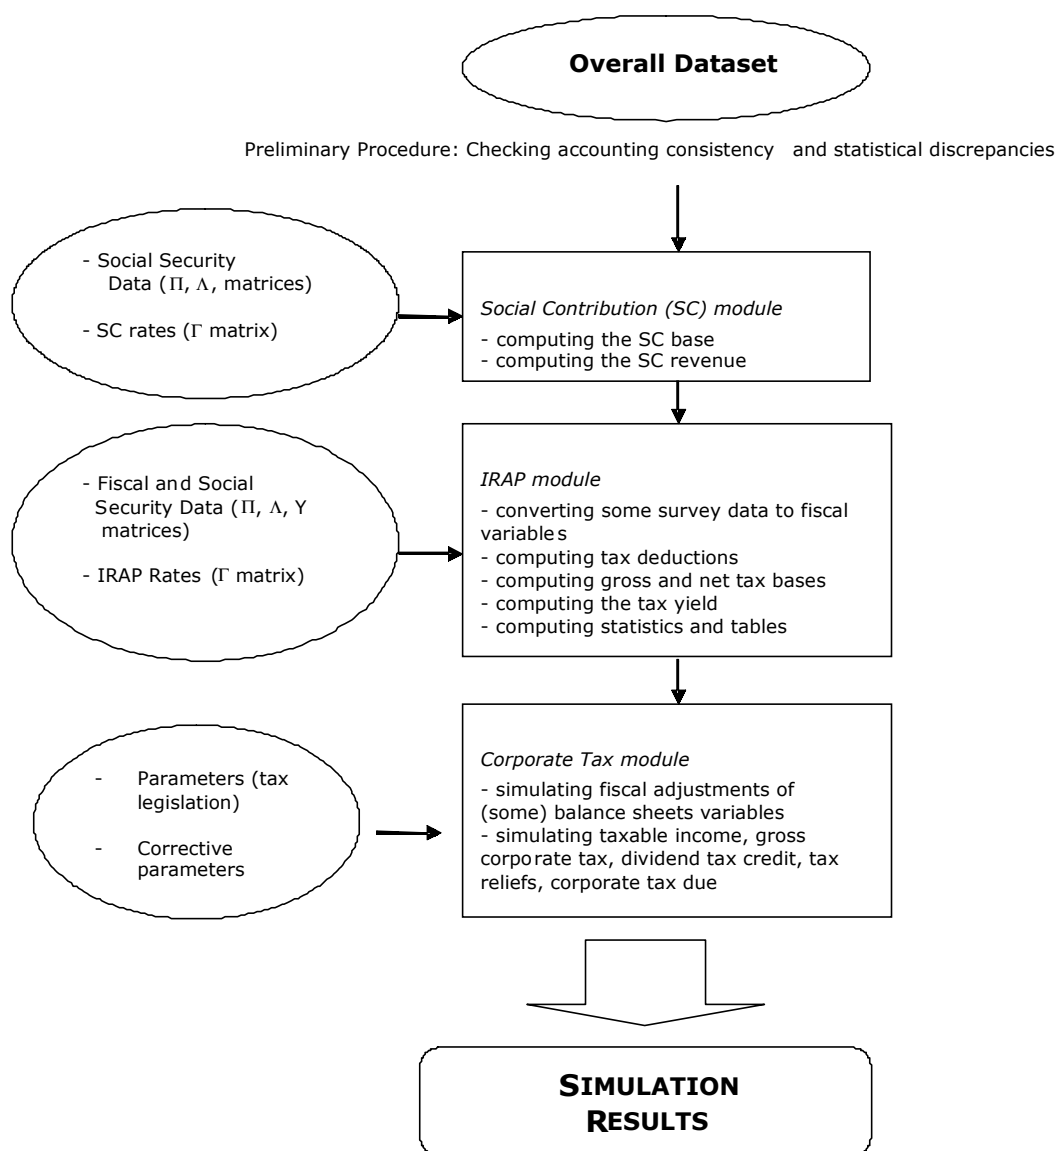 Overall Dataset
Preliminary Procedure: Checking accounting consistency and statistical discrepancies
- Social Security
Data (Π, Λ, matrices)
- SC rates (Γ matrix)
Social Contribution (SC) module
- computing the SC base
- computing the SC revenue
- Fiscal and Social
Security Data (Π, Λ, Υ
matrices)
- IRAP Rates (Γ matrix)
IRAP module
- converting some survey data to fiscal
variables
- computing tax deductions
- computing gross and net tax bases
- computing the tax yield
- computing statistics and tables
- Parameters (tax
legislation)
- Corrective
parameters
Corporate Tax module
- simulating fiscal adjustments of
(some) balance sheets variables
- simulating taxable income, gross
corporate tax, dividend tax credit, tax
reliefs, corporate tax due
SIMULATION
RESULTS